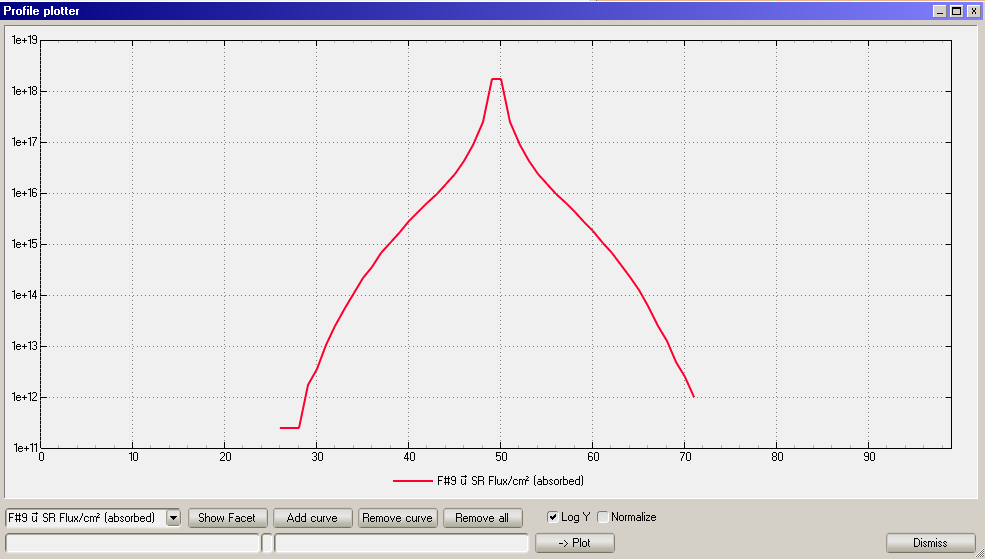 Profile plotter
1e+19
1e+18
1e+17
1e+16
1e+15
1e+14
1e+13
1e+12
1e+11
0 10 20 30 40 50 60 70 80 90
F#9 u⃗ SR Flux/cm² (absorbed)
F#9 u⃗ SR Flux/cm² (absorbed) Show Facet Add curve Remove curve Remove all Log Y Normalize
-> Plot Dismiss